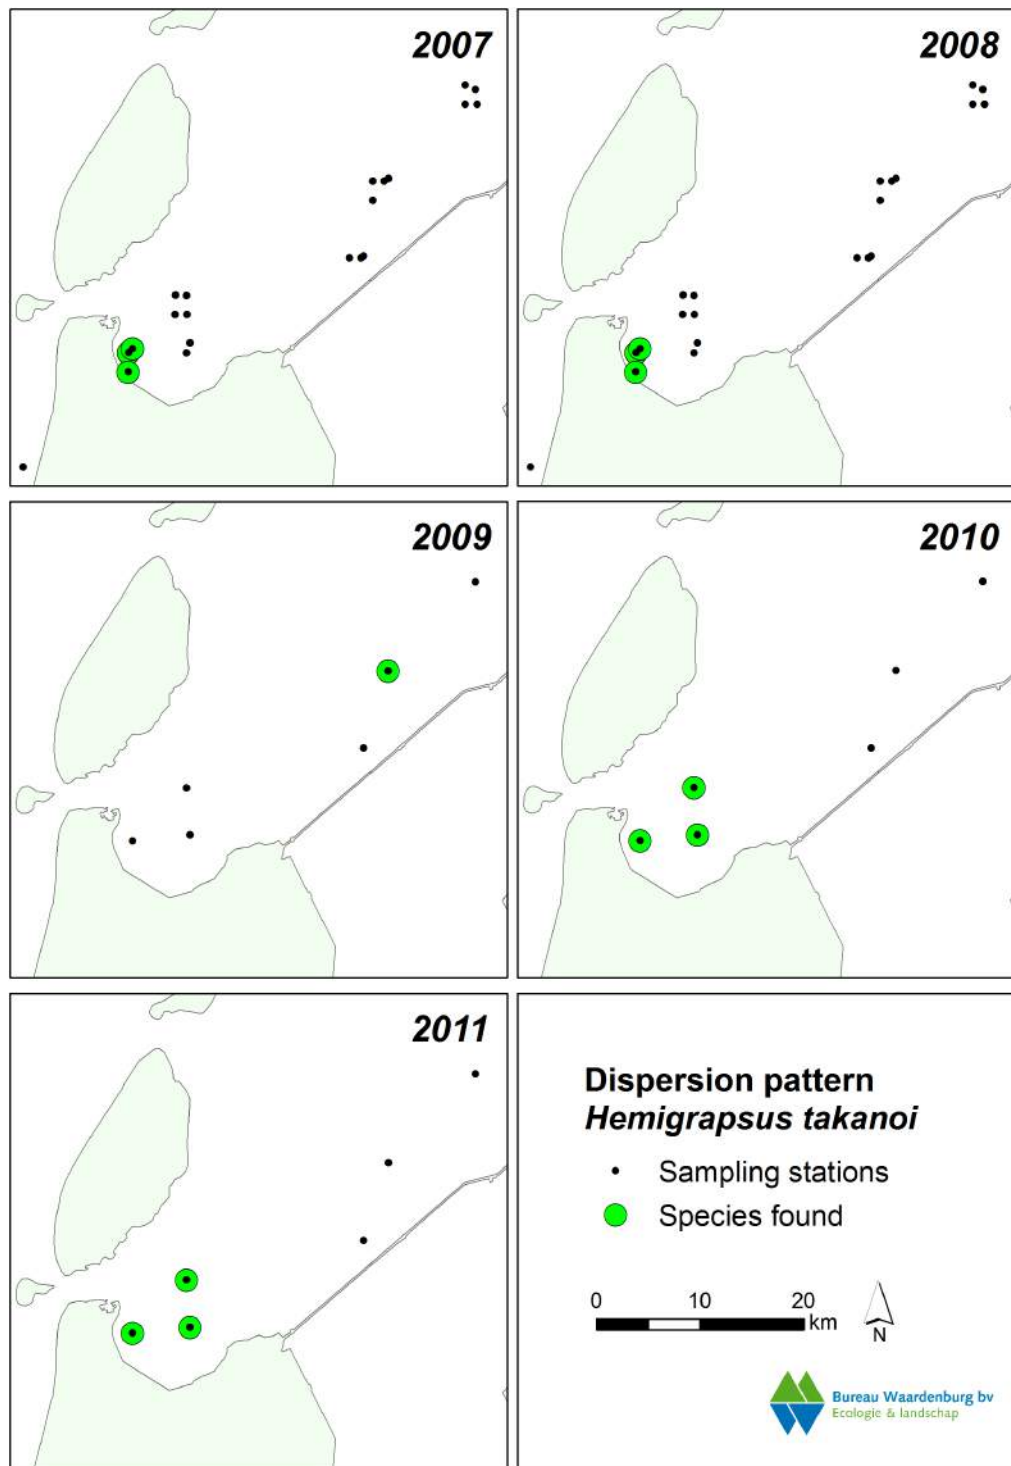 2007
2008
2009
2010
2011
Dispersion pattern
Hemigrapsus takanoi
Sampling stations
Species found
0 10 20
km
N
Bureau Waardenburg bv
Ecologie & landschap